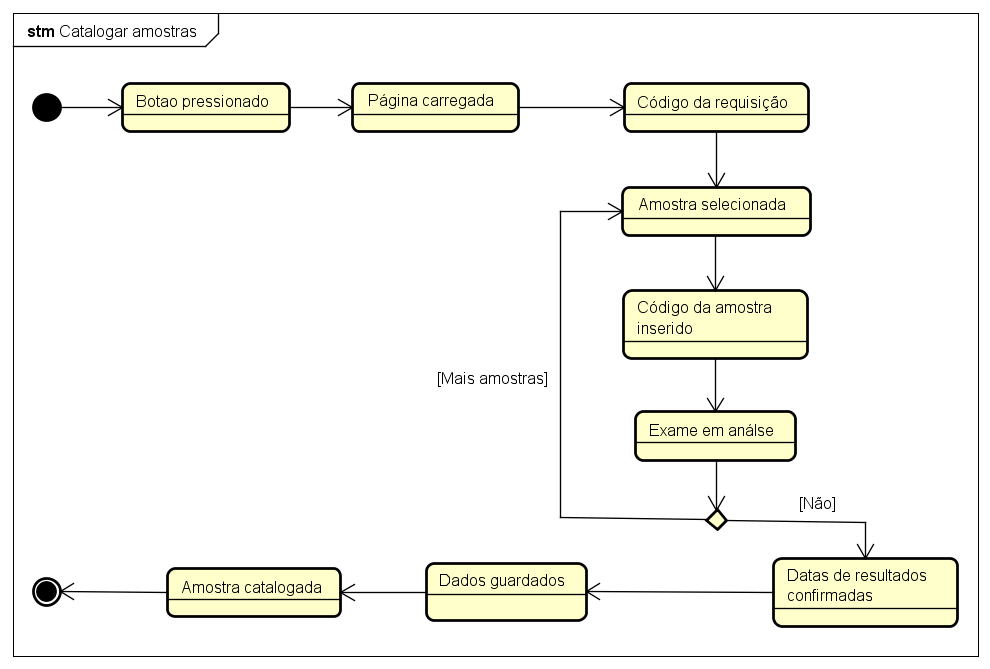 stm Catalogar amostras
Botao pressionado
Página carregada
Código da requisição
Amostra selecionada
Código da amostra
inserido
[Mais amostras]
Exame em análse
[Não]
Datas de resultados
confirmadas
Dados guardados
Amostra catalogada